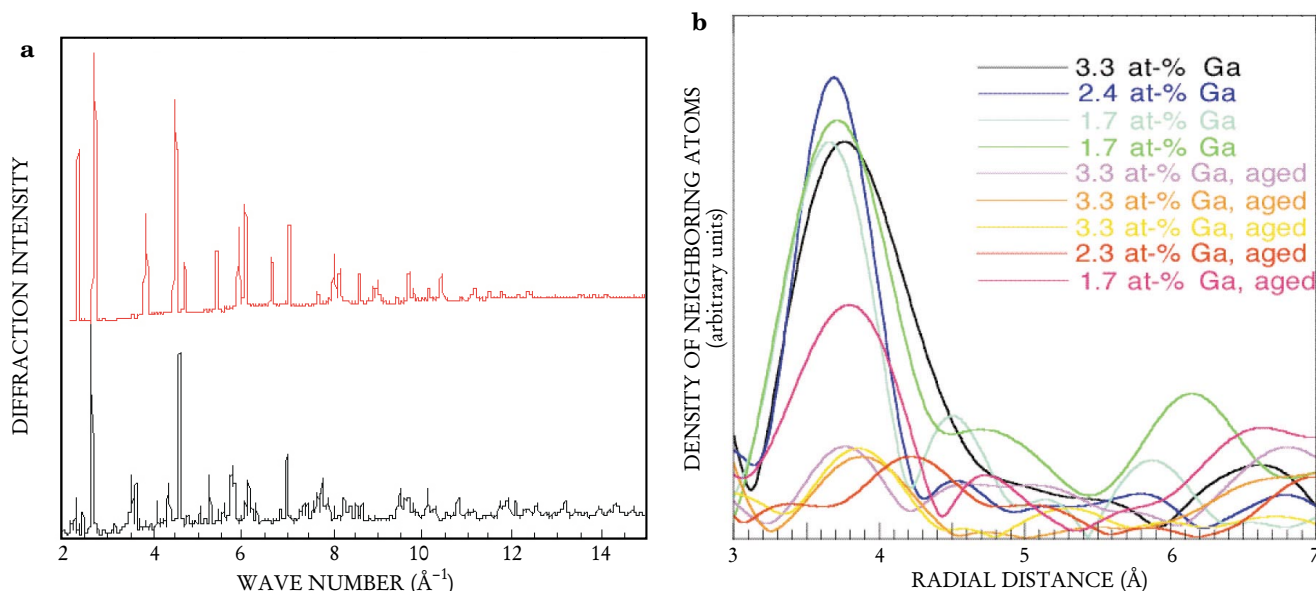 a
DIFFRACTION INTENSITY
2 4 6 8 10 12 14
WAVE NUMBER (Å⁻¹)
b
DENSITY OF NEIGHBORING ATOMS
(arbitrary units)
3.3 at-% Ga
2.4 at-% Ga
1.7 at-% Ga
1.7 at-% Ga
3.3 at-% Ga, aged
3.3 at-% Ga, aged
3.3 at-% Ga, aged
2.3 at-% Ga, aged
1.7 at-% Ga, aged
3 4 5 6 7
RADIAL DISTANCE (Å)